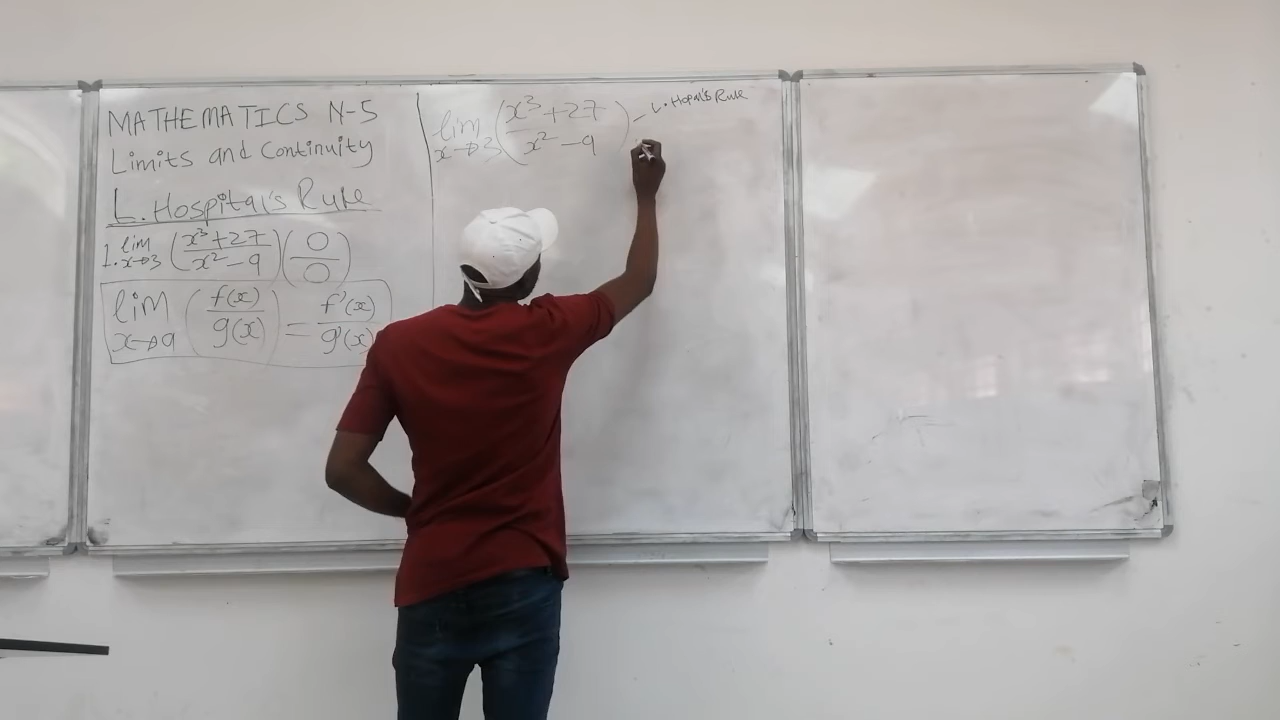 MATHEMATICS N-5
Limits and Continuity
L. Hospital's Rule
1. lim x→3 (x³+27 / x²-9) (0/0)
lim x→a (f(x) / g(x)) = f'(x) / g'(x)
lim x→3 (x³+27 / x²-9) - L. Hopai's Rule